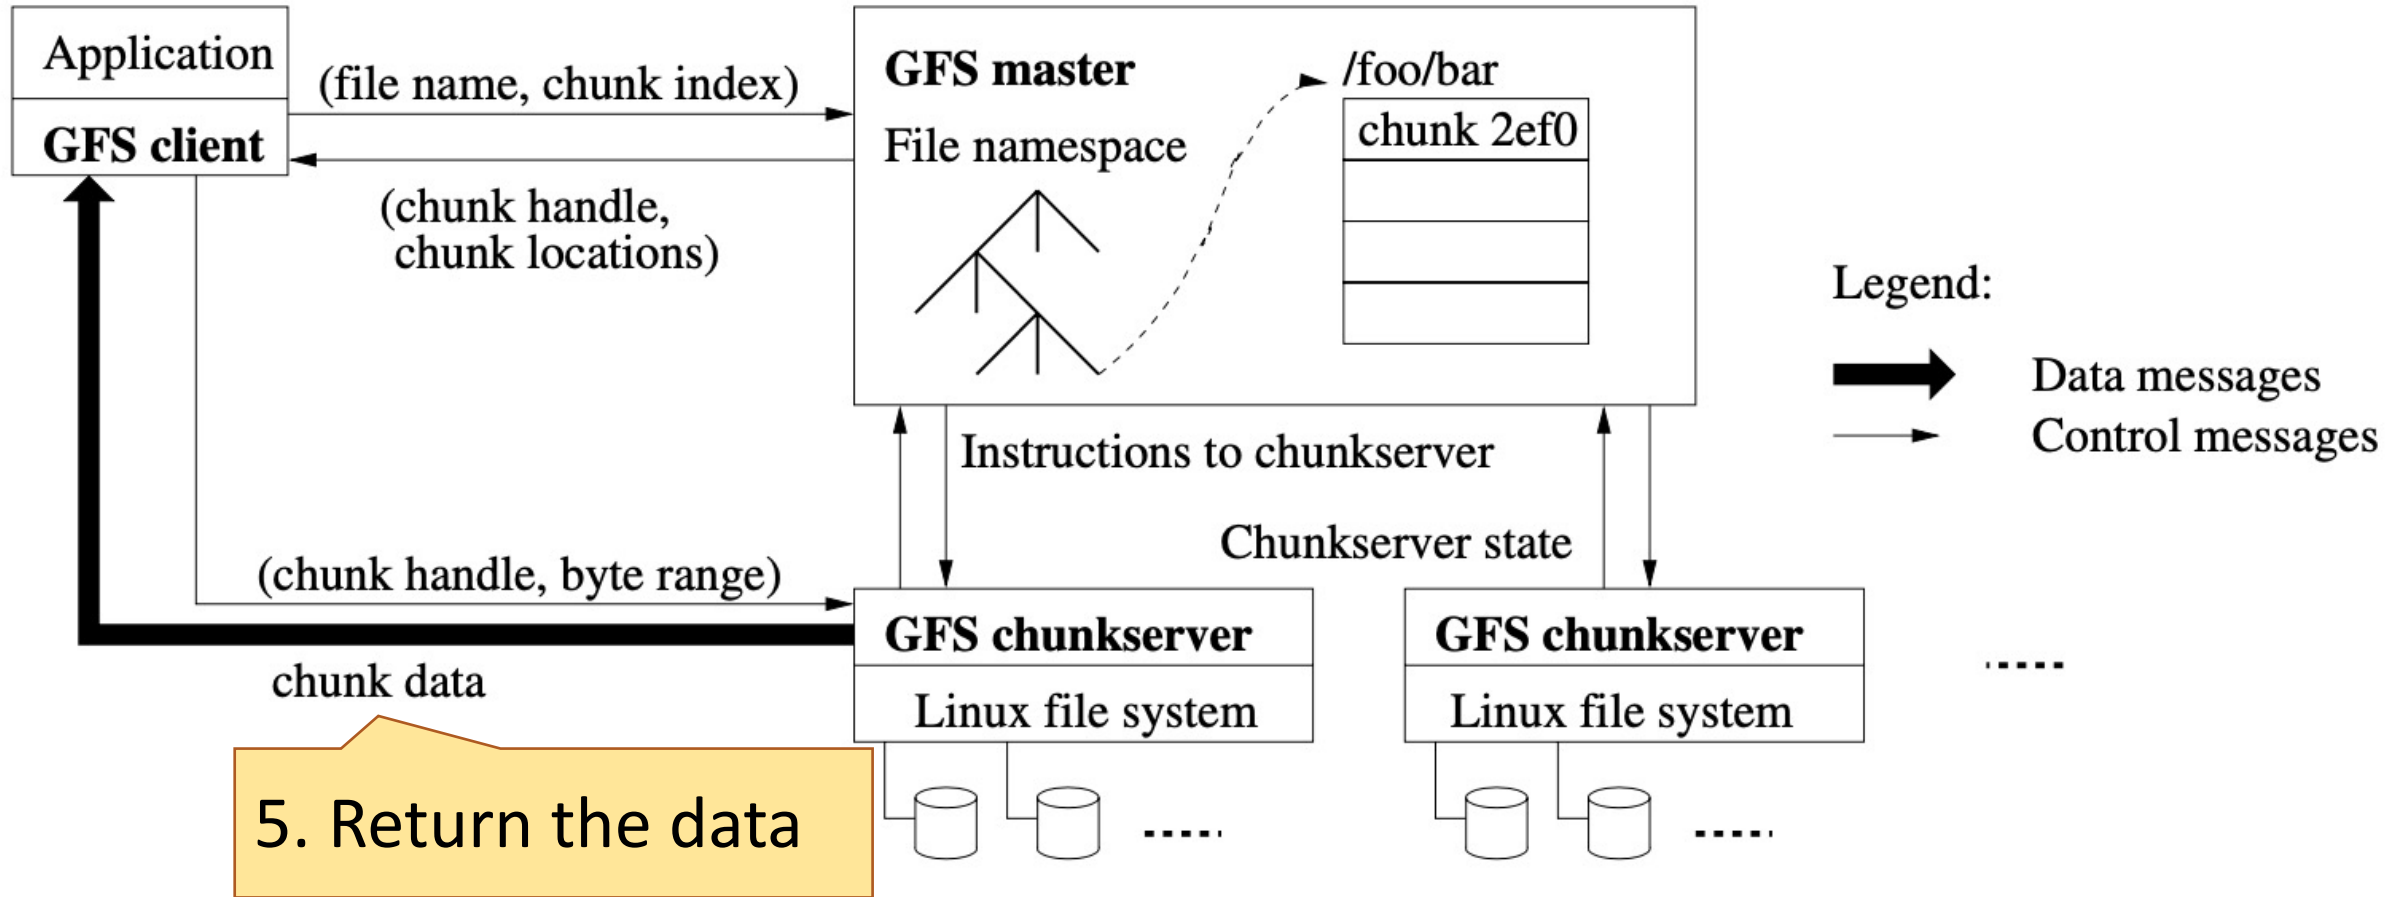 Application
GFS client
(file name, chunk index)
(chunk handle,
chunk locations)
GFS master
File namespace
/foo/bar
chunk 2ef0
Legend:
Data messages
Control messages
Instructions to chunkserver
Chunkserver state
(chunk handle, byte range)
chunk data
GFS chunkserver
Linux file system
GFS chunkserver
Linux file system
5. Return the data